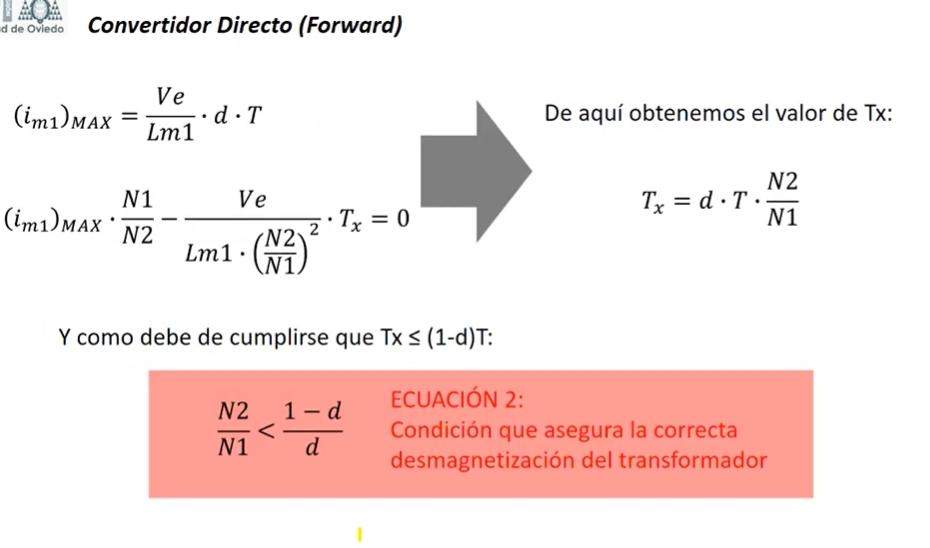 d de Oviedo
Convertidor Directo (Forward)
(i_{m1})_{MAX} = \frac{Ve}{Lm1} \cdot d \cdot T
De aquí obtenemos el valor de Tx:
(i_{m1})_{MAX} \cdot \frac{N1}{N2} - \frac{Ve}{Lm1 \cdot \left(\frac{N2}{N1}\right)^2} \cdot T_x = 0
T_x = d \cdot T \cdot \frac{N2}{N1}
Y como debe de cumplirse que Tx ≤ (1-d)T:
\frac{N2}{N1} < \frac{1-d}{d}
ECUACIÓN 2:
Condición que asegura la correcta
desmagnetización del transformador